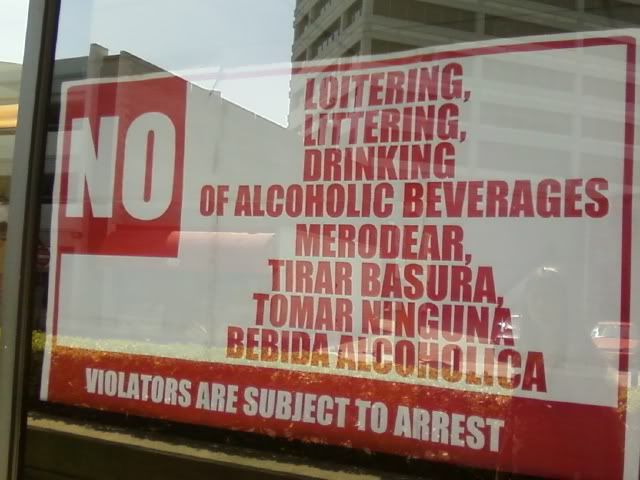 NO
LOITERING,
LITTERING,
DRINKING
OF ALCOHOLIC BEVERAGES
MERODEAR,
TIRAR BASURA,
TOMAR NINGUNA
BEBIDA ALCOHOLICA
VIOLATORS ARE SUBJECT TO ARREST